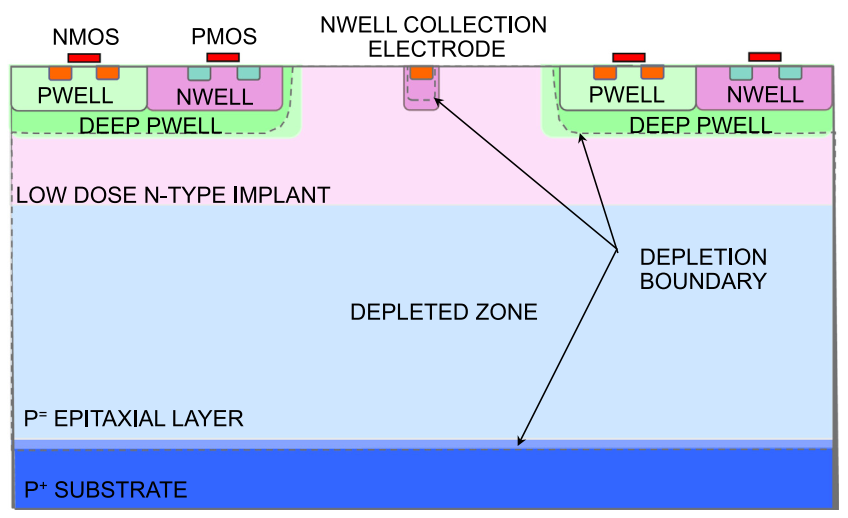 NMOS
PMOS
NWELL COLLECTION
ELECTRODE
PWELL
NWELL
PWELL
NWELL
DEEP PWELL
DEEP PWELL
LOW DOSE N-TYPE IMPLANT
DEPLETION
BOUNDARY
DEPLETED ZONE
P⁼ EPITAXIAL LAYER
P⁺ SUBSTRATE